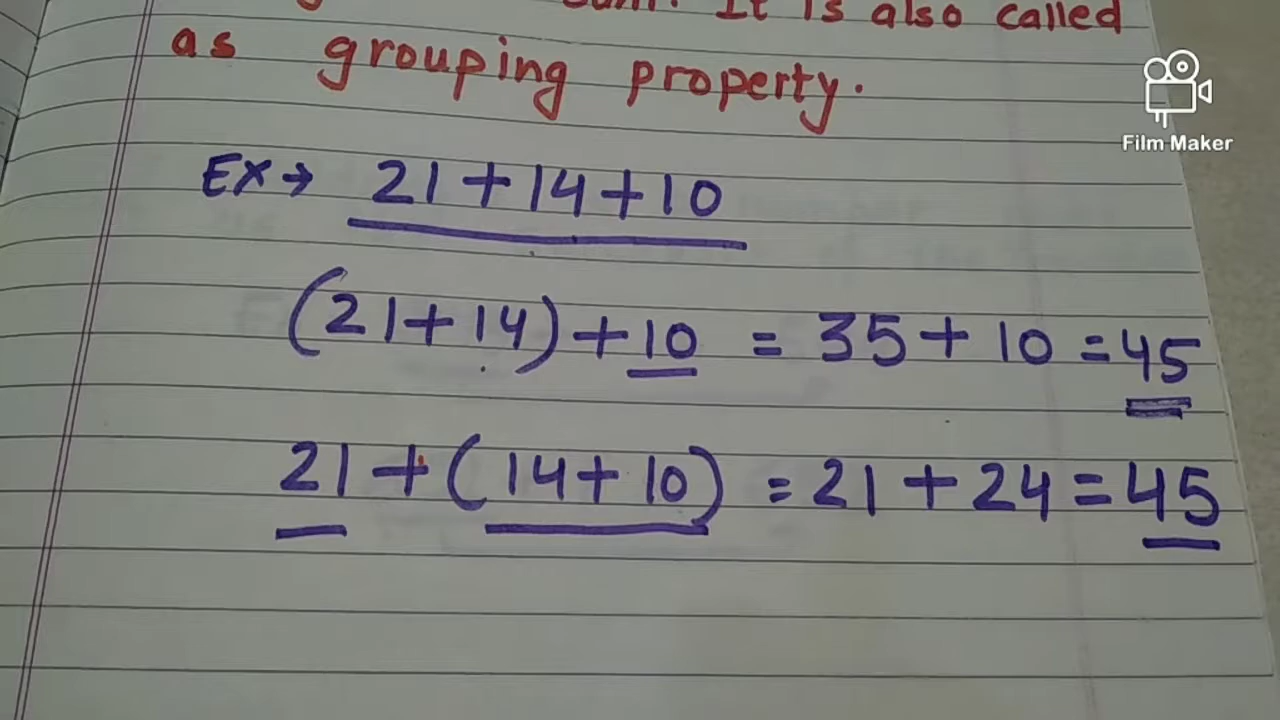 sum. It is also called
as grouping property.
Film Maker
EX → 21+14+10
(21+14)+10 = 35+10 = 45
21+(14+10) = 21+24 = 45